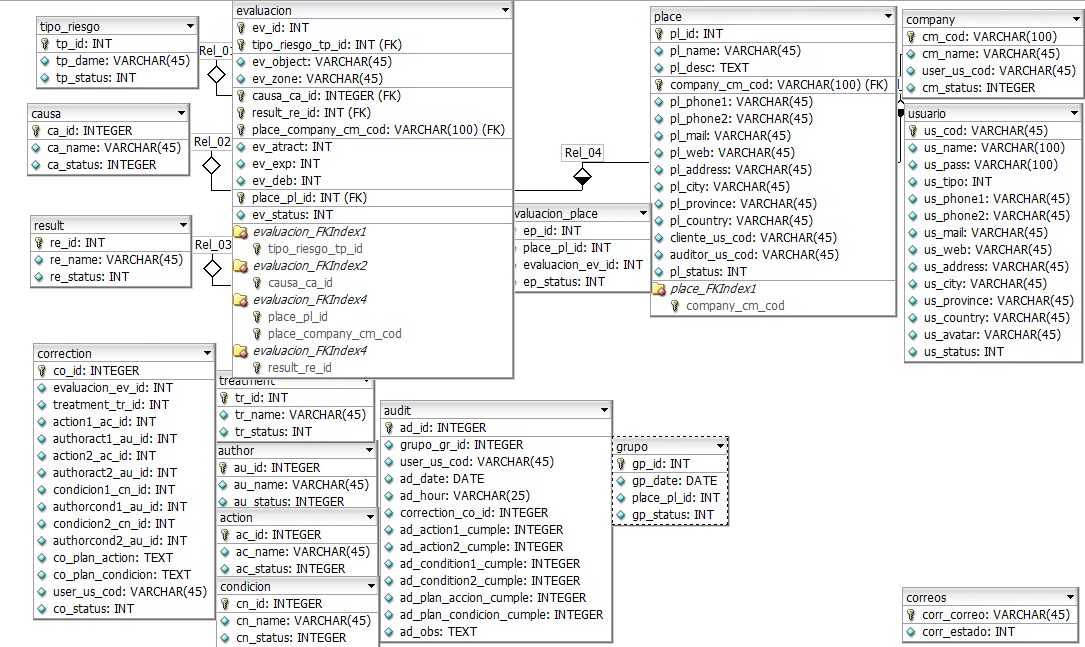 tipo_riesgo
tp_id: INT
tp_dame: VARCHAR(45)
tp_status: INT
causa
ca_id: INTEGER
ca_name: VARCHAR(45)
ca_status: INTEGER
result
re_id: INT
re_name: VARCHAR(45)
re_status: INT
Rel_02
Rel_03
evaluacion
ev_id: INT
tipo_riesgo_tp_id: INT (FK)
ev_object: VARCHAR(45)
ev_zone: VARCHAR(45)
causa_ca_id: INTEGER (FK)
result_re_id: INT (FK)
place_company_cm_cod: VARCHAR(100) (FK)
ev_atract: INT
ev_exp: INT
ev_deb: INT
place_pl_id: INT (FK)
ev_status: INT
evaluacion_FKIndex1
tipo_riesgo_tp_id
evaluacion_FKIndex2
causa_ca_id
evaluacion_FKIndex4
place_pl_id
place_company_cm_cod
evaluacion_FKIndex4
result_re_id
Rel_04
valuacion_place
ep_id: INT
place_pl_id: INT
evaluacion_ev_id: INT
ep_status: INT
place
pl_id: INT
pl_name: VARCHAR(45)
pl_desc: TEXT
company_cm_cod: VARCHAR(100) (FK)
pl_phone1: VARCHAR(45)
pl_phone2: VARCHAR(45)
pl_mail: VARCHAR(45)
pl_web: VARCHAR(45)
pl_address: VARCHAR(45)
pl_city: VARCHAR(45)
pl_province: VARCHAR(45)
pl_country: VARCHAR(45)
cliente_us_cod: VARCHAR(45)
auditor_us_cod: VARCHAR(45)
pl_status: INT
place_FKIndex1
company_cm_cod
company
cm_cod: VARCHAR(100)
cm_name: VARCHAR(45)
user_us_cod: VARCHAR(45)
cm_status: INTEGER
usuario
us_cod: VARCHAR(45)
us_name: VARCHAR(100)
us_pass: VARCHAR(100)
us_tipo: INT
us_phone1: VARCHAR(45)
us_phone2: VARCHAR(45)
us_mail: VARCHAR(45)
us_web: VARCHAR(45)
us_address: VARCHAR(45)
us_city: VARCHAR(45)
us_province: VARCHAR(45)
us_country: VARCHAR(45)
us_avatar: VARCHAR(45)
us_status: INT
correction
co_id: INTEGER
evaluacion_ev_id: INT
treatment_tr_id: INT
action1_ac_id: INT
authoract1_au_id: INT
action2_ac_id: INT
authoract2_au_id: INT
condicion1_cn_id: INT
authorcond1_au_id: INT
condicion2_cn_id: INT
authorcond2_au_id: INT
co_plan_action: TEXT
co_plan_condicion: TEXT
user_us_cod: VARCHAR(45)
co_status: INT
treatment
tr_id: INT
tr_name: VARCHAR(45)
tr_status: INT
author
au_id: INTEGER
au_name: VARCHAR(45)
au_status: INTEGER
action
ac_id: INTEGER
ac_name: VARCHAR(45)
ac_status: INTEGER
condicion
cn_id: INTEGER
cn_name: VARCHAR(45)
cn_status: INTEGER
audit
ad_id: INTEGER
grupo_gr_id: INTEGER
user_us_cod: VARCHAR(45)
ad_date: DATE
ad_hour: VARCHAR(25)
correction_co_id: INTEGER
ad_action1_cumple: INTEGER
ad_action2_cumple: INTEGER
ad_condition1_cumple: INTEGER
ad_condition2_cumple: INTEGER
ad_plan_accion_cumple: INTEGER
ad_plan_condicion_cumple: INTEGER
ad_obs: TEXT
grupo
gp_id: INT
gp_date: DATE
place_pl_id: INT
gp_status: INT
correos
corr_correo: VARCHAR(45)
corr_estado: INT